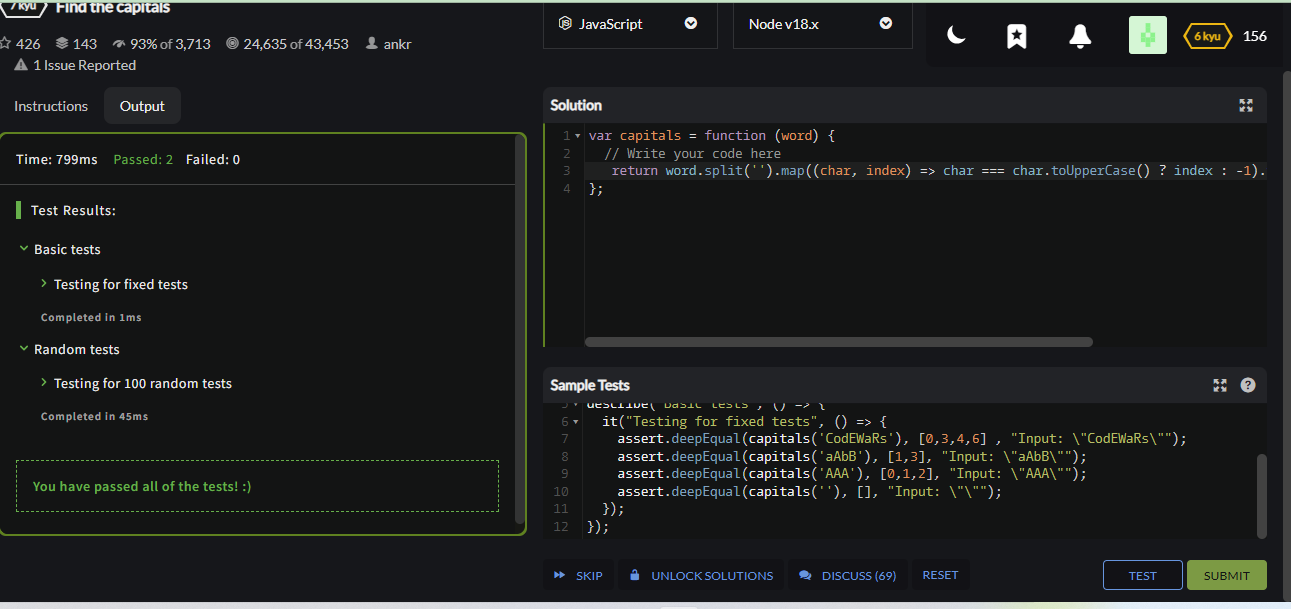 7 kyu Find the capitals
426 143 93% of 3,713 24,635 of 43,453 ankr
1 Issue Reported
Instructions Output
Time: 799ms Passed: 2 Failed: 0
Test Results:
Basic tests
Testing for fixed tests
Completed in 1ms
Random tests
Testing for 100 random tests
Completed in 45ms
You have passed all of the tests! :)
JavaScript
Node v18.x
6 kyu 156
Solution
1 var capitals = function (word) {
2 // Write your code here
3 return word.split('').map((char, index) => char === char.toUpperCase() ? index : -1).
4 };
Sample Tests
5 describe("Basic tests", () => {
6 it("Testing for fixed tests", () => {
7 assert.deepEqual(capitals('CodEWaRs'), [0,3,4,6] , "Input: \"CodEWaRs\"");
8 assert.deepEqual(capitals('aAbB'), [1,3], "Input: \"aAbB\"");
9 assert.deepEqual(capitals('AAA'), [0,1,2], "Input: \"AAA\"");
10 assert.deepEqual(capitals(''), [], "Input: \"\"");
11 });
12 });
SKIP UNLOCK SOLUTIONS DISCUSS (69) RESET TEST SUBMIT